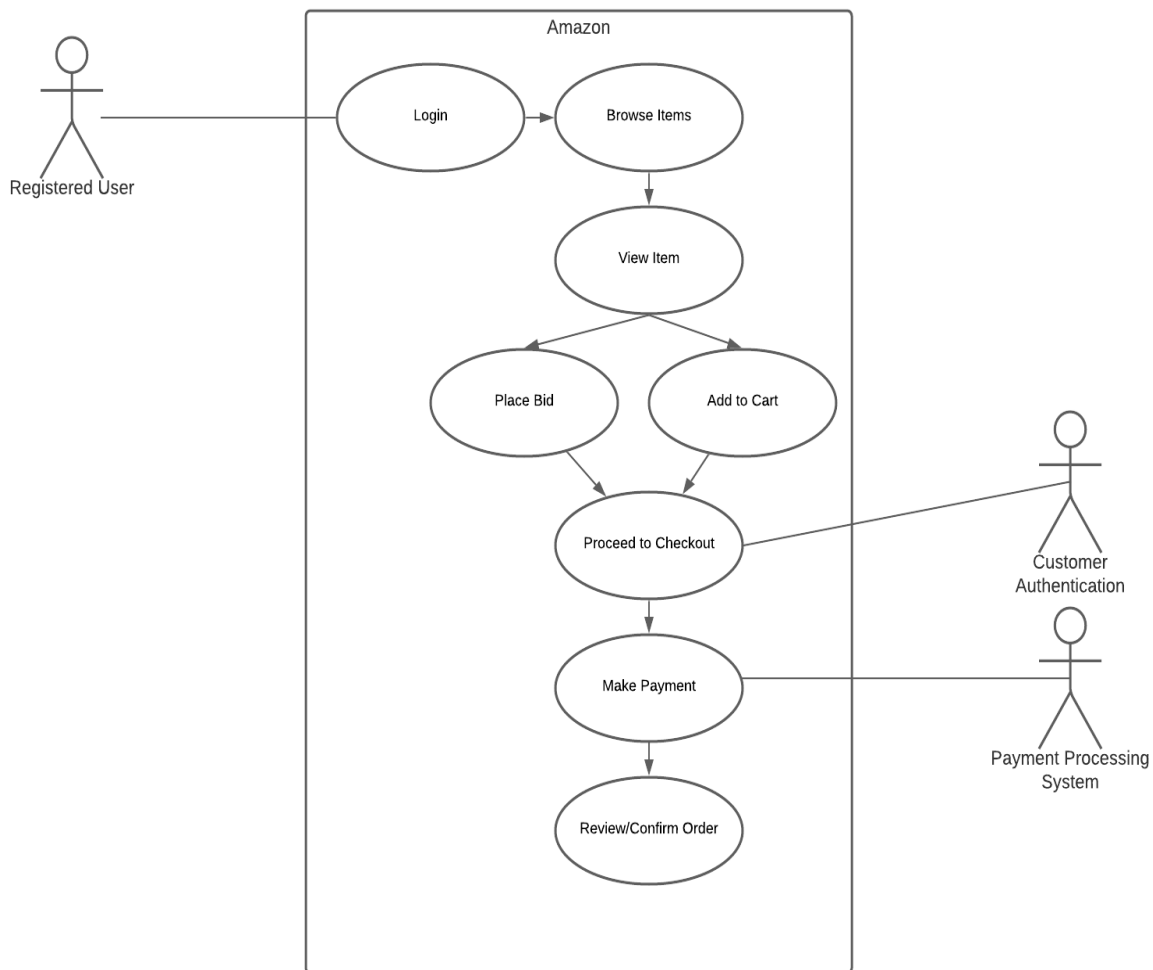 Amazon
Login
Browse Items
Registered User
View Item
Place Bid
Add to Cart
Proceed to Checkout
Customer
Authentication
Make Payment
Payment Processing
System
Review/Confirm Order